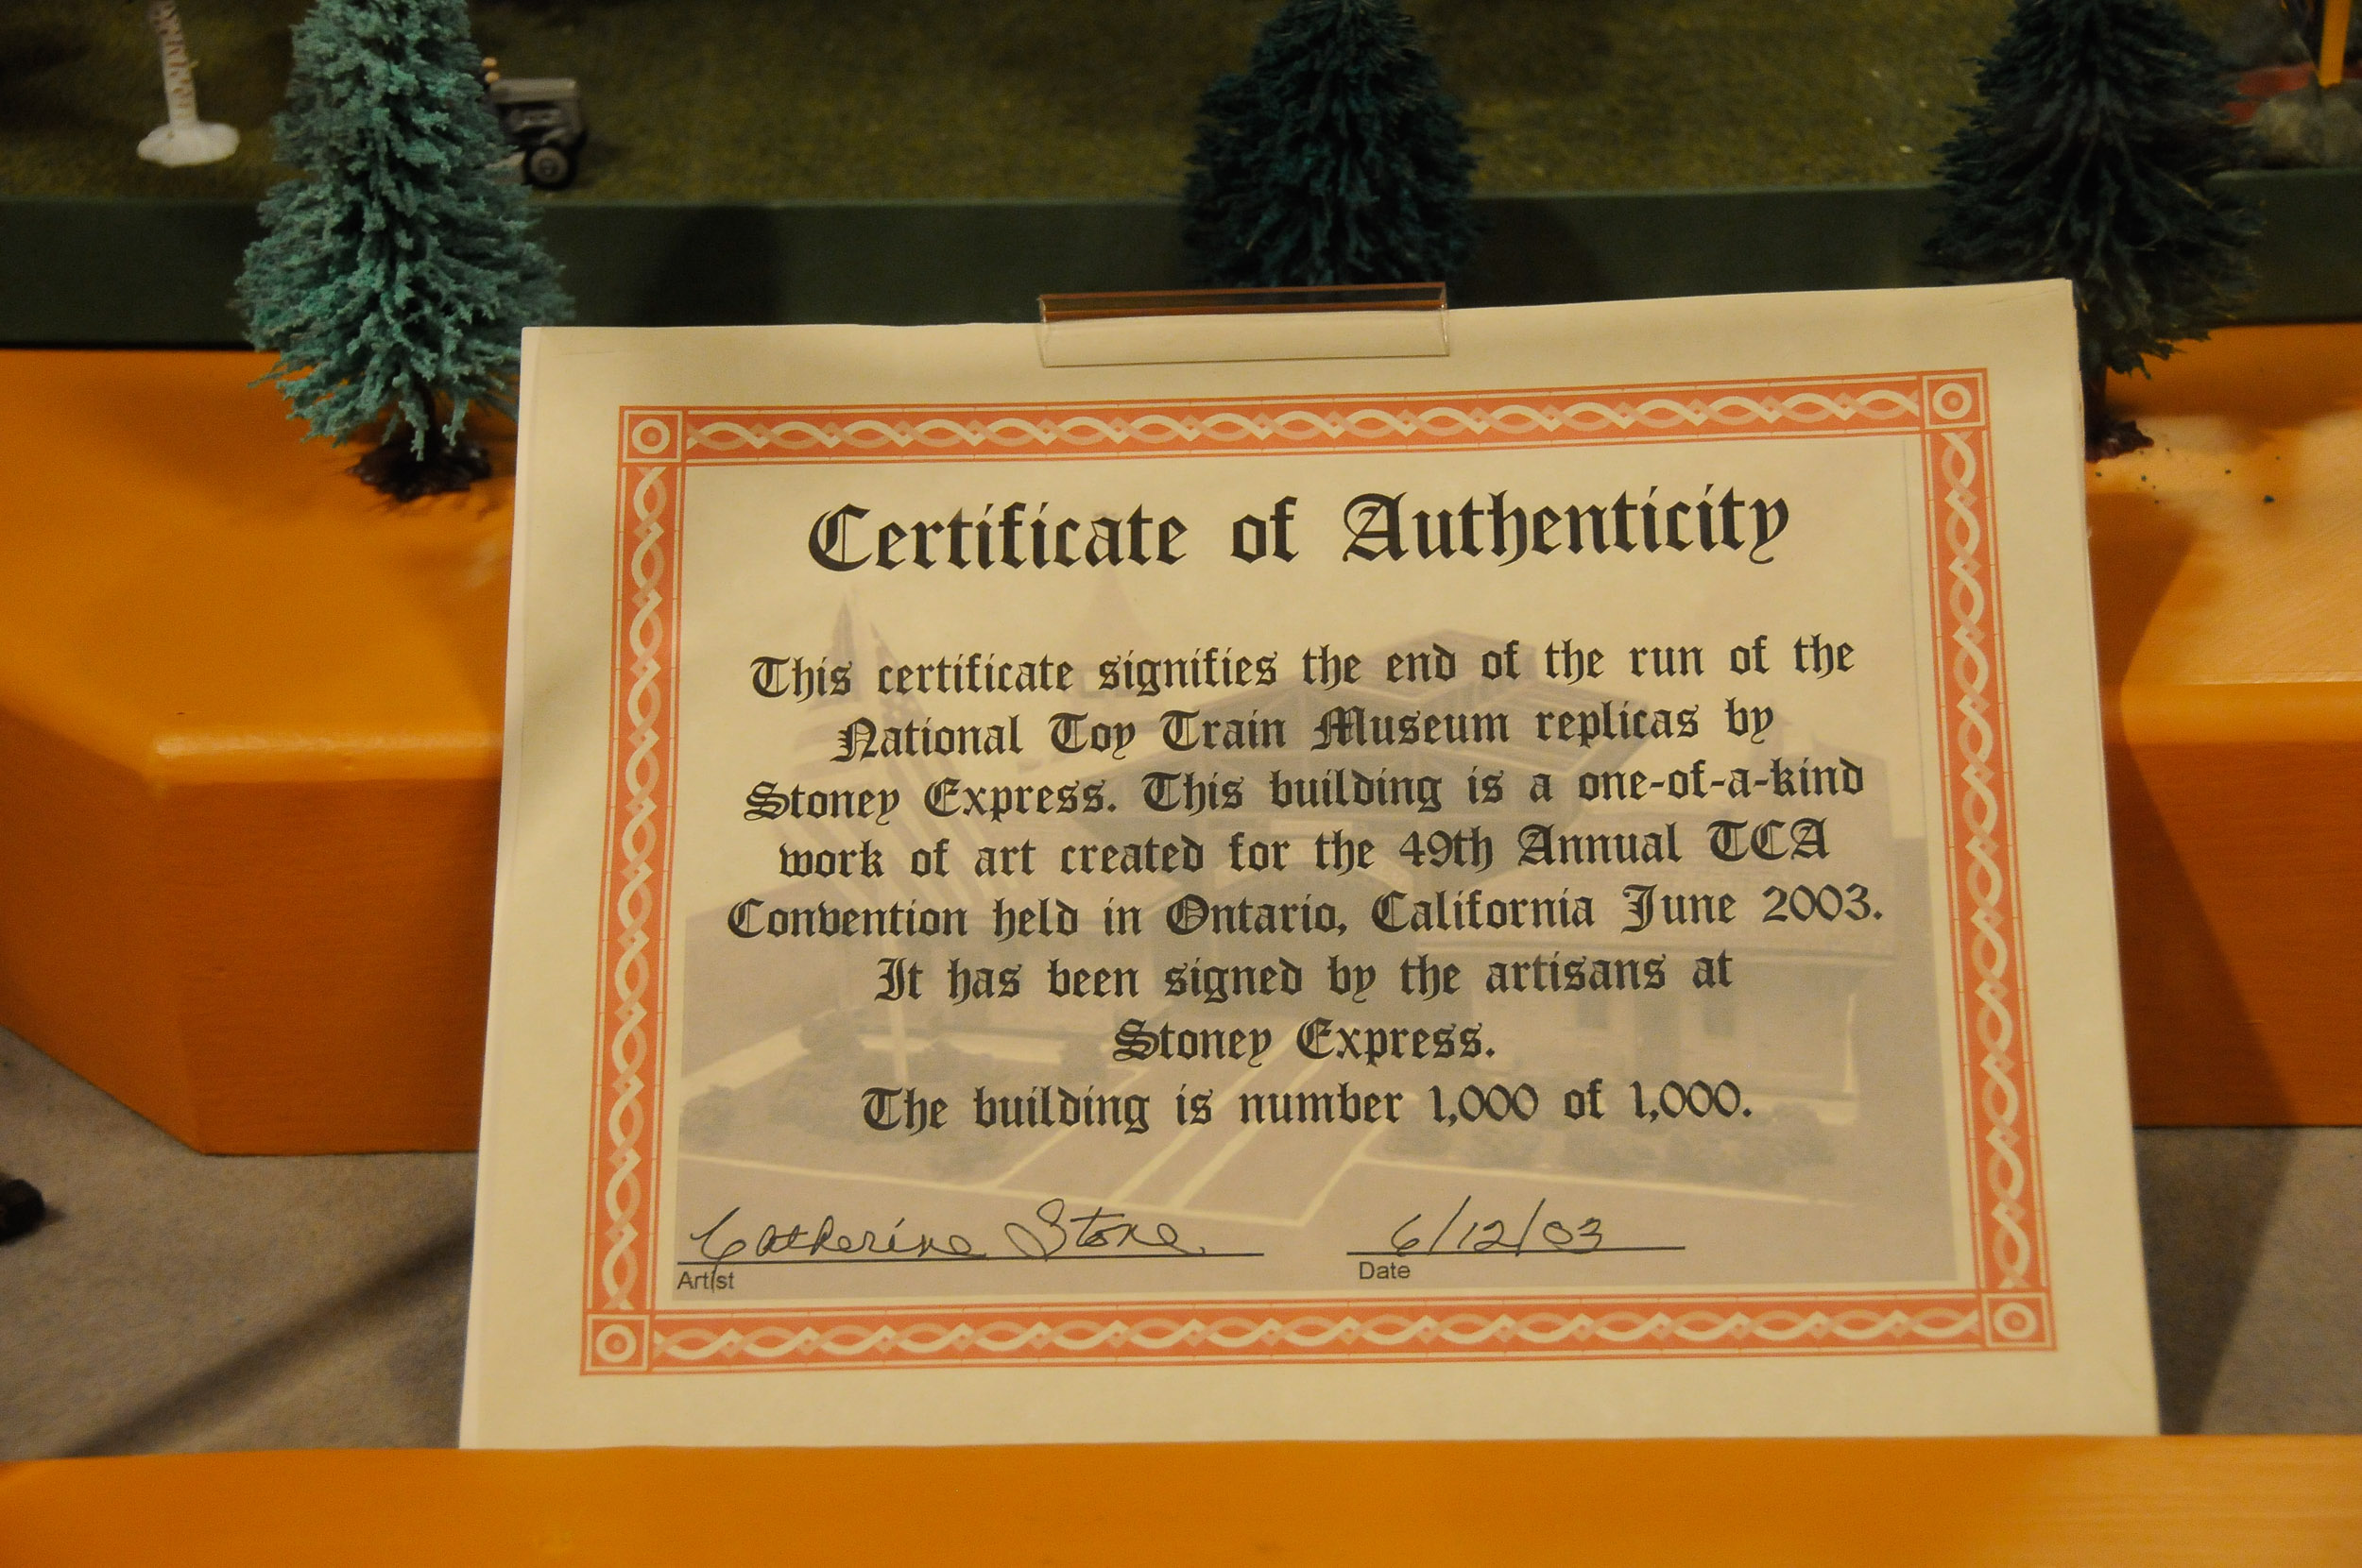 Certificate of Authenticity
This certificate signifies the end of the run of the
National Toy Train Museum replicas by
Stoney Express. This building is a one-of-a-kind
work of art created for the 49th Annual TCA
Convention held in Ontario, California June 2003.
It has been signed by the artisans at
Stoney Express.
The building is number 1,000 of 1,000.
Catherine Stone 6/12/03
Artist Date